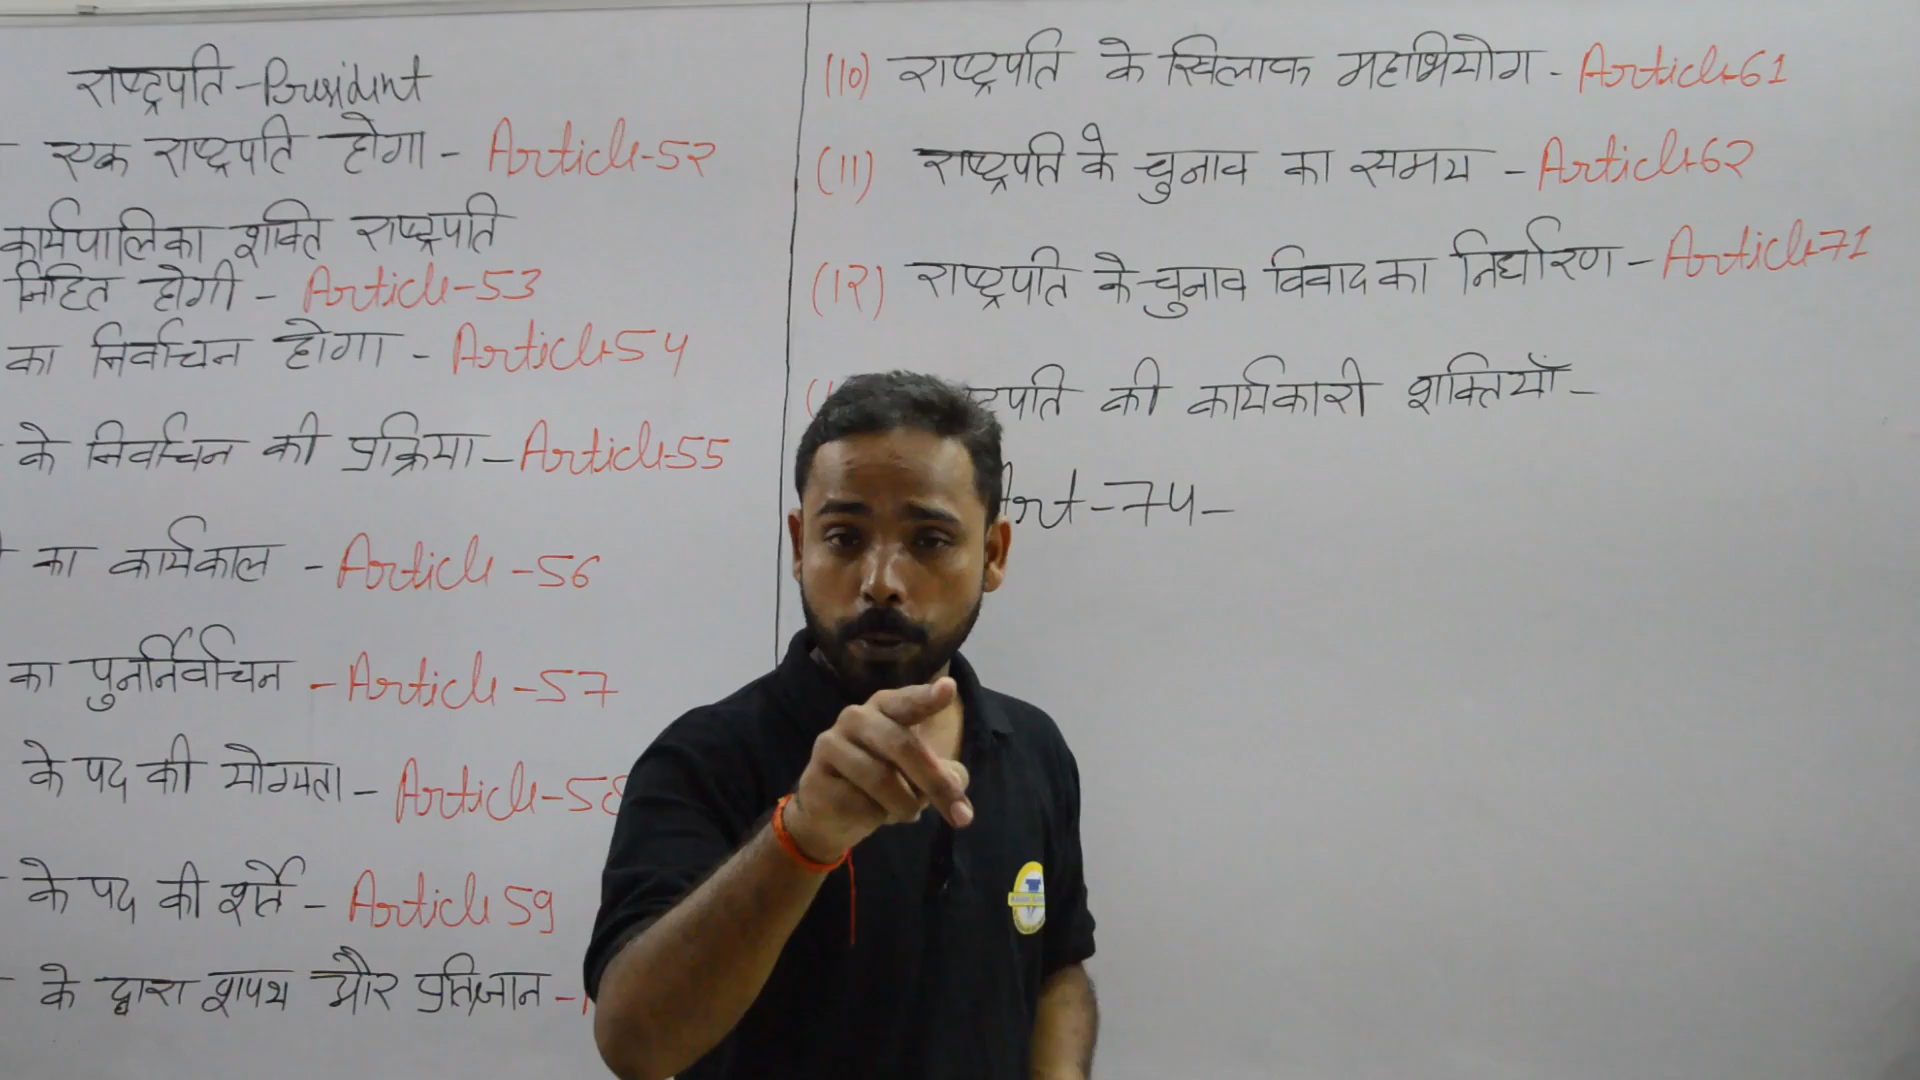 राष्ट्रपति - President
एक राष्ट्रपति होगा - Article-52
कार्यपालिका शक्ति राष्ट्रपति
निहित होगी - Article-53
का निर्वाचन होगा - Article-54
के निर्वाचन की प्रक्रिया - Article-55
का कार्यकाल - Article-56
का पुनर्निर्वाचन - Article-57
के पद की योग्यता - Article-58
के पद की शर्ते - Article 59
के द्वारा शपथ और प्रतिज्ञान -
(10) राष्ट्रपति के खिलाफ महाभियोग - Article-61
(11) राष्ट्रपति के चुनाव का समय - Article-62
(12) राष्ट्रपति के चुनाव विवाद का निर्धारण - Article-71
ट्रपति की कार्यकारी शक्तियाँ -
Art-74-